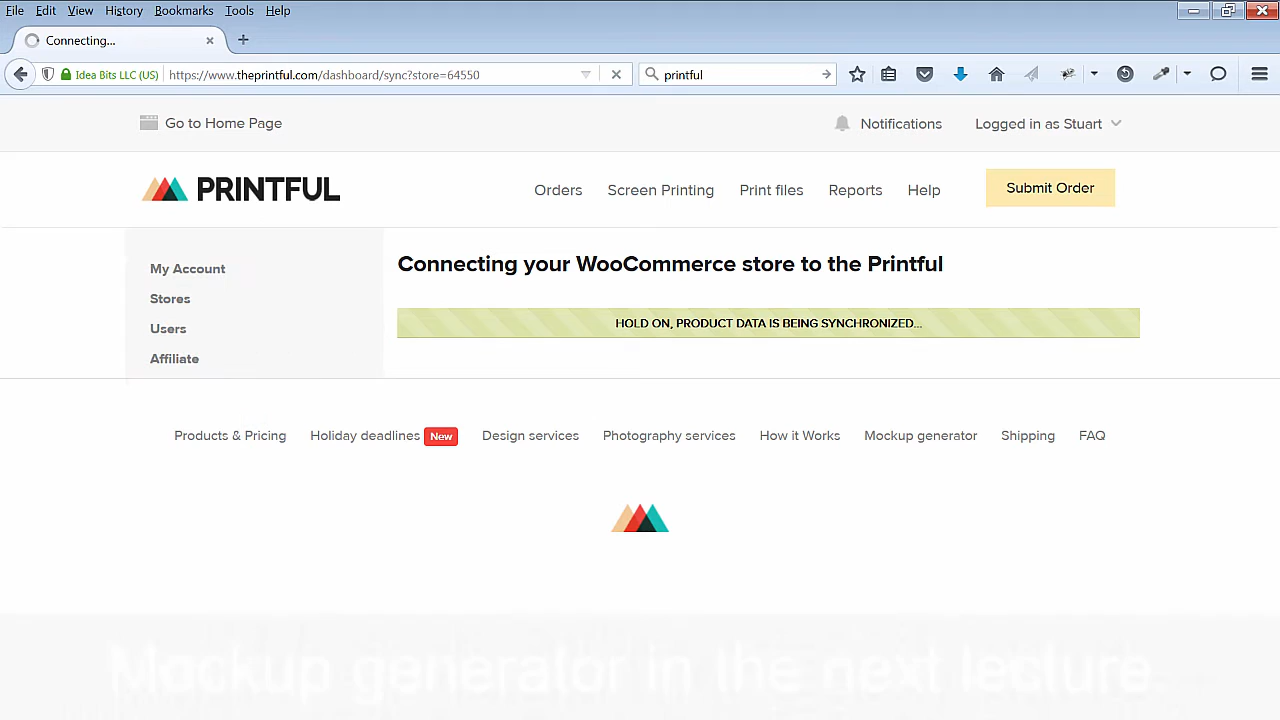 File Edit View History Bookmarks Tools Help
Connecting...
Idea Bits LLC (US) https://www.theprintful.com/dashboard/sync?store=64550 printful
Go to Home Page Notifications Logged in as Stuart
PRINTFUL Orders Screen Printing Print files Reports Help Submit Order
My Account
Stores
Users
Affiliate
Connecting your WooCommerce store to the Printful
HOLD ON, PRODUCT DATA IS BEING SYNCHRONIZED...
Products & Pricing Holiday deadlines New Design services Photography services How it Works Mockup generator Shipping FAQ
Mockup generator in the next lecture.